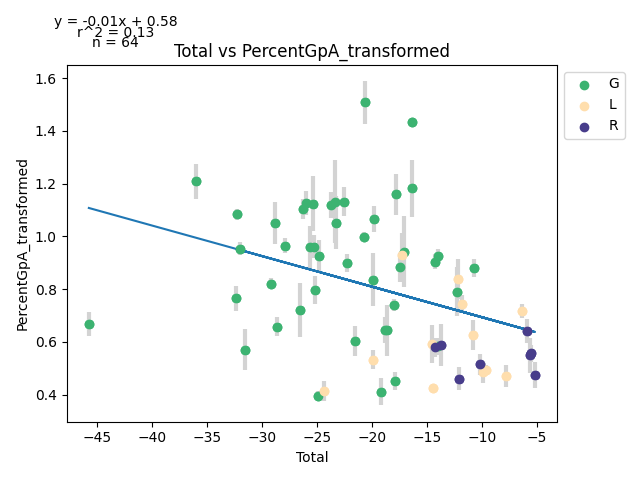 y = -0.01x + 0.58
r^2 = 0.13
n = 64
Total vs PercentGpA_transformed
G
L
R
1.6
1.4
1.2
1.0
0.8
0.6
0.4
PercentGpA_transformed
−45 −40 −35 −30 −25 −20 −15 −10 −5
Total